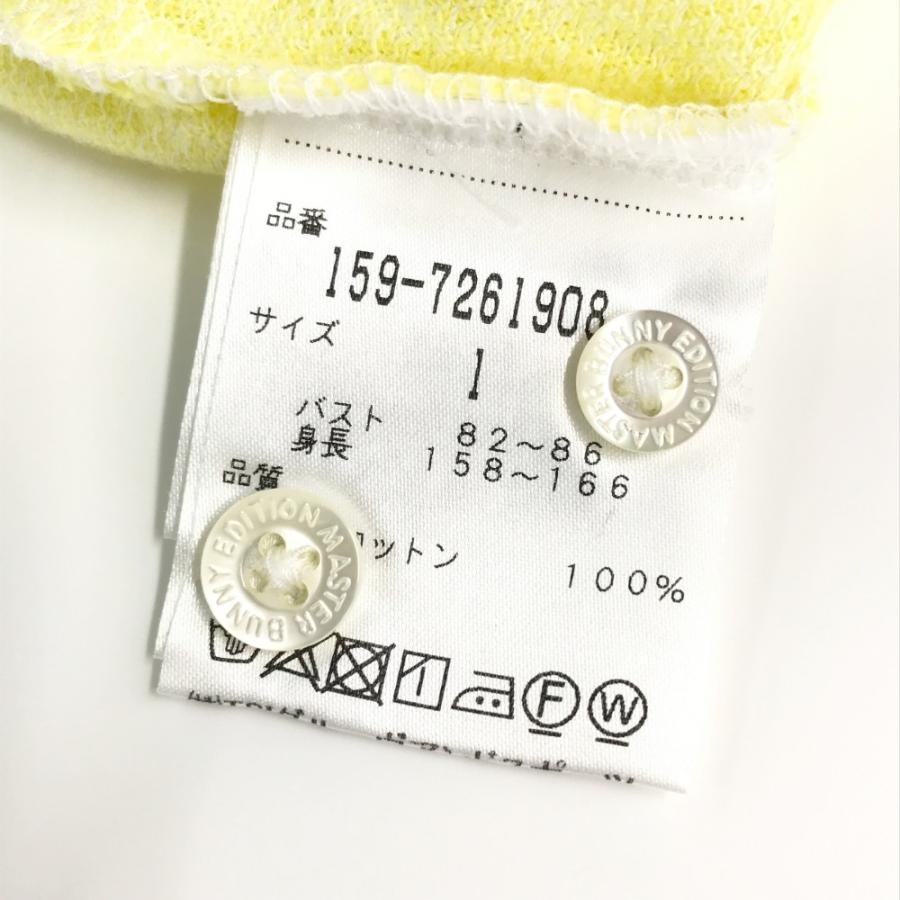 品番
159-7261908
サイズ
1
バスト 82～86
身長 158～166
品質
コットン 100%
F W
MASTER BUNNY EDITION
MASTER BUNNY EDITION